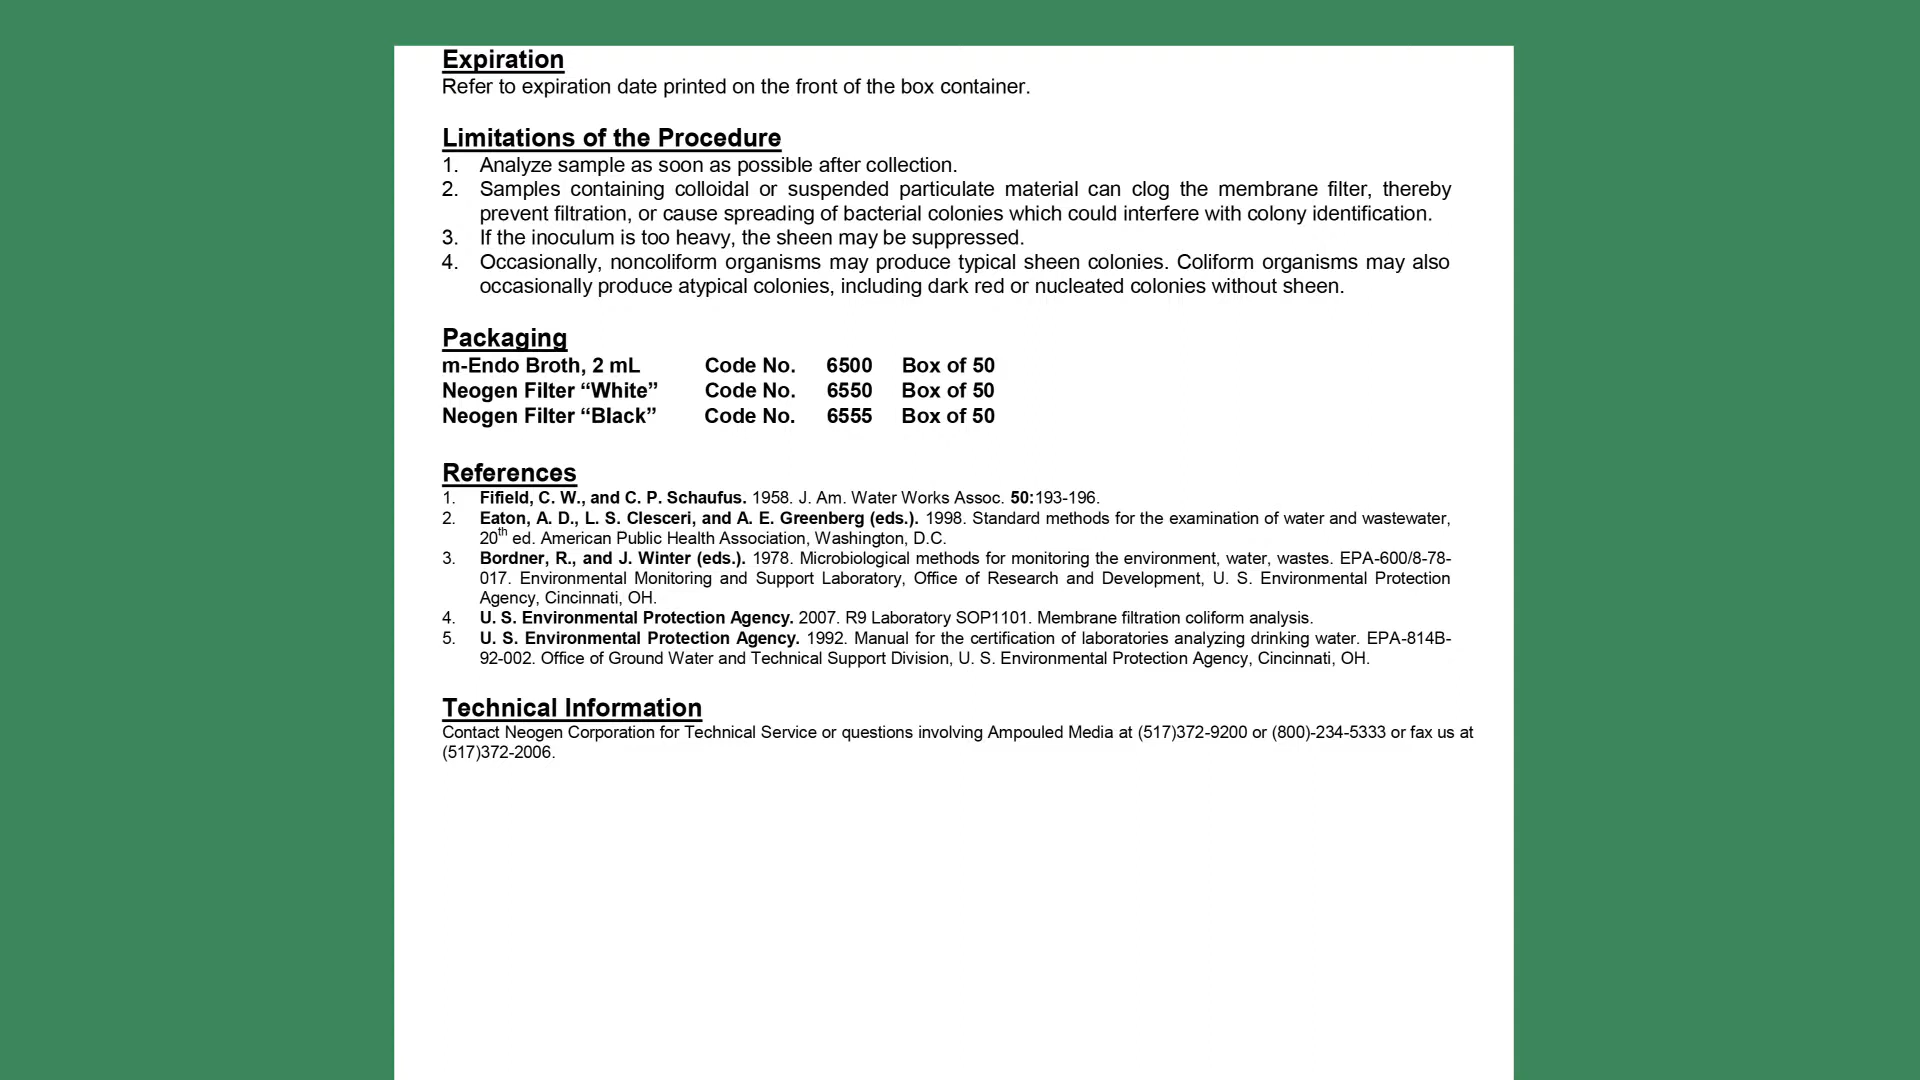 Expiration
Refer to expiration date printed on the front of the box container.
Limitations of the Procedure
1. Analyze sample as soon as possible after collection.
2. Samples containing colloidal or suspended particulate material can clog the membrane filter, thereby
prevent filtration, or cause spreading of bacterial colonies which could interfere with colony identification.
3. If the inoculum is too heavy, the sheen may be suppressed.
4. Occasionally, noncoliform organisms may produce typical sheen colonies. Coliform organisms may also
occasionally produce atypical colonies, including dark red or nucleated colonies without sheen.
Packaging
m-Endo Broth, 2 mL Code No. 6500 Box of 50
Neogen Filter “White” Code No. 6550 Box of 50
Neogen Filter “Black” Code No. 6555 Box of 50
References
1. Fifield, C. W., and C. P. Schaufus. 1958. J. Am. Water Works Assoc. 50:193-196.
2. Eaton, A. D., L. S. Clesceri, and A. E. Greenberg (eds.). 1998. Standard methods for the examination of water and wastewater,
20th ed. American Public Health Association, Washington, D.C.
3. Bordner, R., and J. Winter (eds.). 1978. Microbiological methods for monitoring the environment, water, wastes. EPA-600/8-78-
017. Environmental Monitoring and Support Laboratory, Office of Research and Development, U. S. Environmental Protection
Agency, Cincinnati, OH.
4. U. S. Environmental Protection Agency. 2007. R9 Laboratory SOP1101. Membrane filtration coliform analysis.
5. U. S. Environmental Protection Agency. 1992. Manual for the certification of laboratories analyzing drinking water. EPA-814B-
92-002. Office of Ground Water and Technical Support Division, U. S. Environmental Protection Agency, Cincinnati, OH.
Technical Information
Contact Neogen Corporation for Technical Service or questions involving Ampouled Media at (517)372-9200 or (800)-234-5333 or fax us at
(517)372-2006.